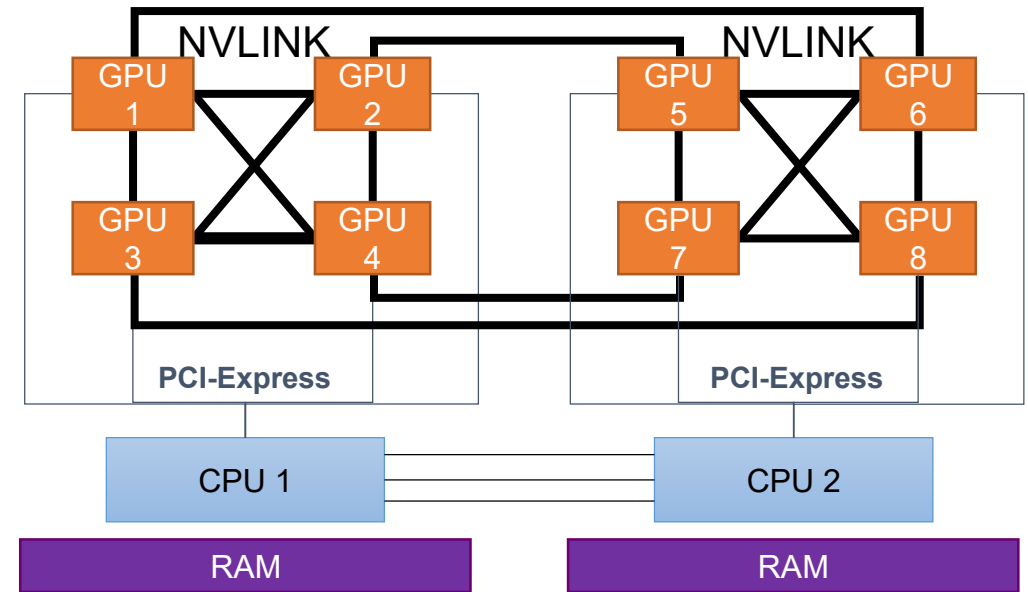 NVLINK
NVLINK
GPU
1
GPU
2
GPU
5
GPU
6
GPU
3
GPU
4
GPU
7
GPU
8
PCI-Express
PCI-Express
CPU 1
CPU 2
RAM
RAM